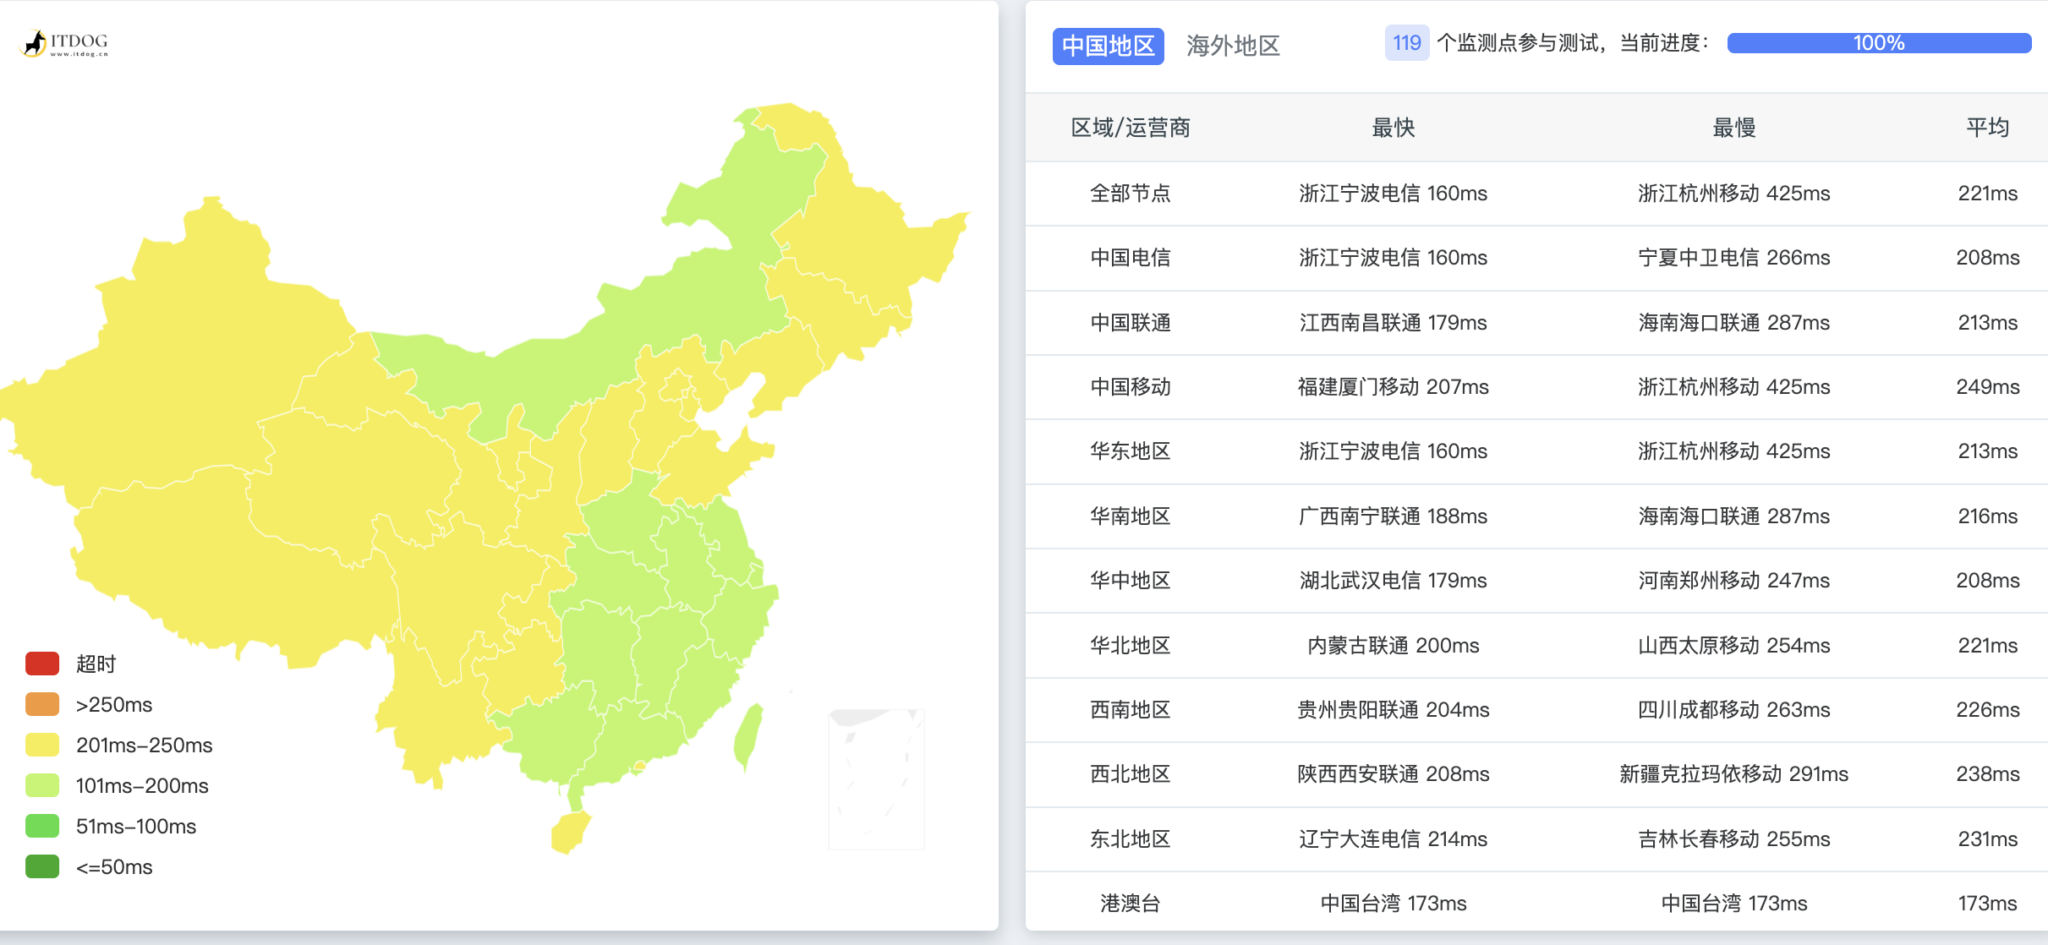 ITDOG
www.itdog.cn
超时
>250ms
201ms-250ms
101ms-200ms
51ms-100ms
<=50ms
中国地区 海外地区 119 个监测点参与测试，当前进度： 100%
区域/运营商 最快 最慢 平均
全部节点 浙江宁波电信 160ms 浙江杭州移动 425ms 221ms
中国电信 浙江宁波电信 160ms 宁夏中卫电信 266ms 208ms
中国联通 江西南昌联通 179ms 海南海口联通 287ms 213ms
中国移动 福建厦门移动 207ms 浙江杭州移动 425ms 249ms
华东地区 浙江宁波电信 160ms 浙江杭州移动 425ms 213ms
华南地区 广西南宁联通 188ms 海南海口联通 287ms 216ms
华中地区 湖北武汉电信 179ms 河南郑州移动 247ms 208ms
华北地区 内蒙古联通 200ms 山西太原移动 254ms 221ms
西南地区 贵州贵阳联通 204ms 四川成都移动 263ms 226ms
西北地区 陕西西安联通 208ms 新疆克拉玛依移动 291ms 238ms
东北地区 辽宁大连电信 214ms 吉林长春移动 255ms 231ms
港澳台 中国台湾 173ms 中国台湾 173ms 173ms